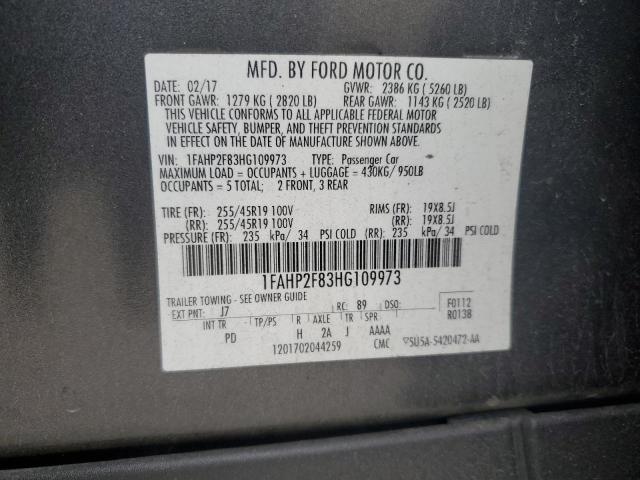 MFD. BY FORD MOTOR CO.
DATE: 02/17 GVWR: 2386 KG ( 5260 LB)
FRONT GAWR: 1279 KG ( 2820 LB) REAR GAWR: 1143 KG ( 2520 LB)
THIS VEHICLE CONFORMS TO ALL APPLICABLE FEDERAL MOTOR
VEHICLE SAFETY, BUMPER, AND THEFT PREVENTION STANDARDS
IN EFFECT ON THE DATE OF MANUFACTURE SHOWN ABOVE.
VIN: 1FAHP2F83HG109973 TYPE: Passenger Car
MAXIMUM LOAD = OCCUPANTS + LUGGAGE = 430KG/ 950LB
OCCUPANTS = 5 TOTAL; 2 FRONT, 3 REAR
TIRE (FR): 255/45R19 100V RIMS (FR): 19X8.5J
(RR): 255/45R19 100V (RR): 19X8.5J
PRESSURE (FR): 235 kPa/ 34 PSI COLD (RR): 235 kPa/ 34 PSI COLD
1FAHP2F83HG109973
TRAILER TOWING - SEE OWNER GUIDE
EXT PNT: J7 RC: 89 DSO: F0112
INT TR TP/PS R AXLE TR SPR R0138
PD H 2A J AAAA
1201702044259 CMC 5U5A-5420472-AA